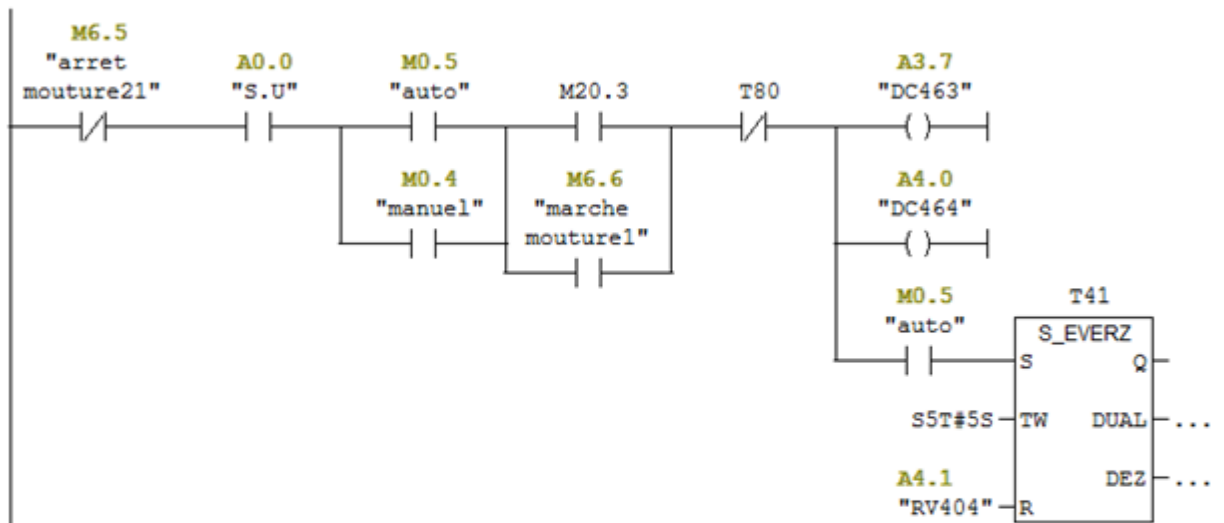 M6.5
"arret
mouture21"
A0.0
"S.U"
M0.5
"auto"
M20.3
T80
A3.7
"DC463"
M0.4
"manuel"
M6.6
"marche
mouture1"
A4.0
"DC464"
M0.5
"auto"
T41
S_EVERZ
S
Q
S5T#5S
TW
DUAL
...
A4.1
"RV404"
R
DEZ
...